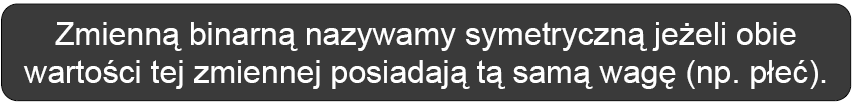 Zmienną binarną nazywamy symetryczną jeżeli obie
wartości tej zmiennej posiadają tą samą wagę (np. płeć).